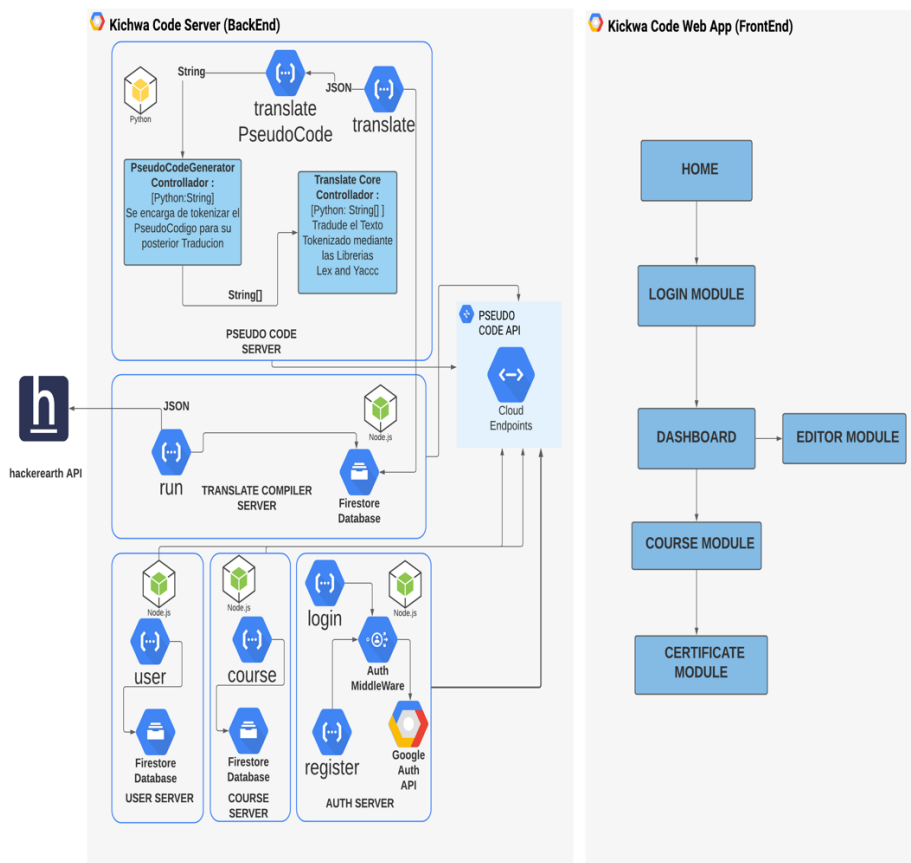 Kichwa Code Server (BackEnd)
String
JSON
Python
translate
PseudoCode
translate
PseudoCodeGenerator
Controllador :
[Python:String]
Se encarga de tokenizar el
PseudoCodigo para su
posterior Traducion
Translate Core
Controllador :
[Python: String[] ]
Tradude el Texto
Tokenizado mediante
las Librerias
Lex and Yaccc
String[]
PSEUDO CODE
SERVER
PSEUDO
CODE API
Cloud
Endpoints
h
hackerearth API
JSON
Node.js
run
TRANSLATE COMPILER
SERVER
Firestore
Database
Node.js
user
Firestore
Database
USER SERVER
Node.js
course
Firestore
Database
COURSE
SERVER
login
Node.js
Auth
MiddleWare
register
Google
Auth
API
AUTH SERVER
Kickwa Code Web App (FrontEnd)
HOME
LOGIN MODULE
DASHBOARD
EDITOR MODULE
COURSE MODULE
CERTIFICATE
MODULE